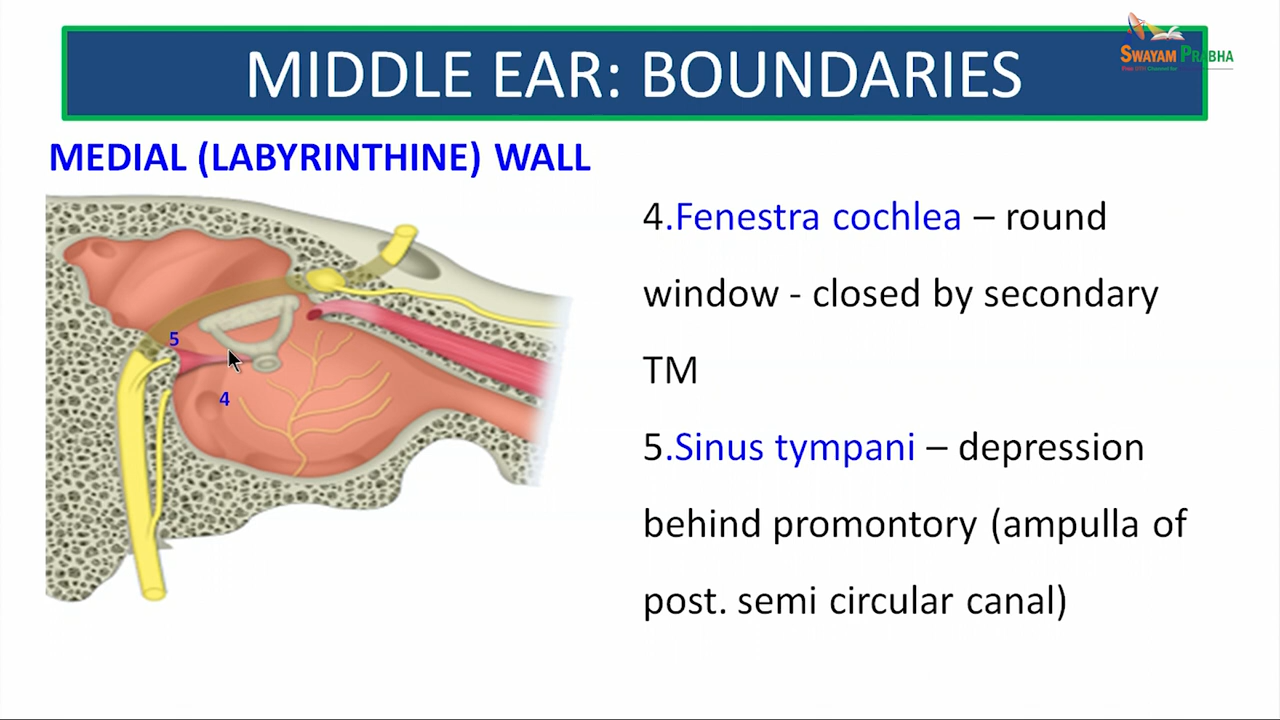 MIDDLE EAR: BOUNDARIES
SWAYAM PRABHA
MEDIAL (LABYRINTHINE) WALL
4.Fenestra cochlea – round
window - closed by secondary
TM
5.Sinus tympani – depression
behind promontory (ampulla of
post. semi circular canal)
5
4